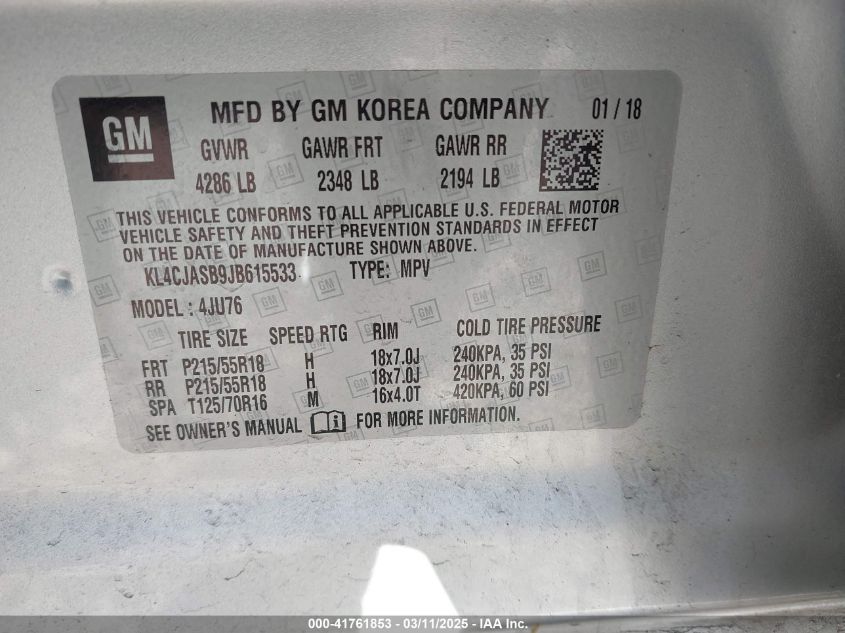 GM
MFD BY GM KOREA COMPANY 01 / 18
GVWR GAWR FRT GAWR RR
4286 LB 2348 LB 2194 LB
THIS VEHICLE CONFORMS TO ALL APPLICABLE U.S. FEDERAL MOTOR
VEHICLE SAFETY AND THEFT PREVENTION STANDARDS IN EFFECT
ON THE DATE OF MANUFACTURE SHOWN ABOVE.
KL4CJASB9JB615533 TYPE: MPV
MODEL : 4JU76
TIRE SIZE SPEED RTG RIM COLD TIRE PRESSURE
FRT P215/55R18 H 18x7.0J 240KPA, 35 PSI
RR P215/55R18 H 18x7.0J 240KPA, 35 PSI
SPA T125/70R16 M 16x4.0T 420KPA, 60 PSI
SEE OWNER'S MANUAL FOR MORE INFORMATION.
000-41761853 - 03/11/2025 - IAA Inc.